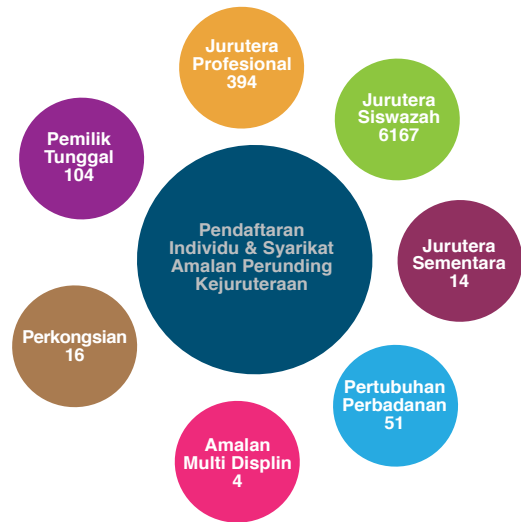 Jurutera
Profesional
394
Jurutera
Siswazah
6167
Pemilik
Tunggal
104
Pendaftaran
Individu & Syarikat
Amalan Perunding
Kejuruteraan
Jurutera
Sementara
14
Perkongsian
16
Pertubuhan
Perbadanan
51
Amalan
Multi Displin
4